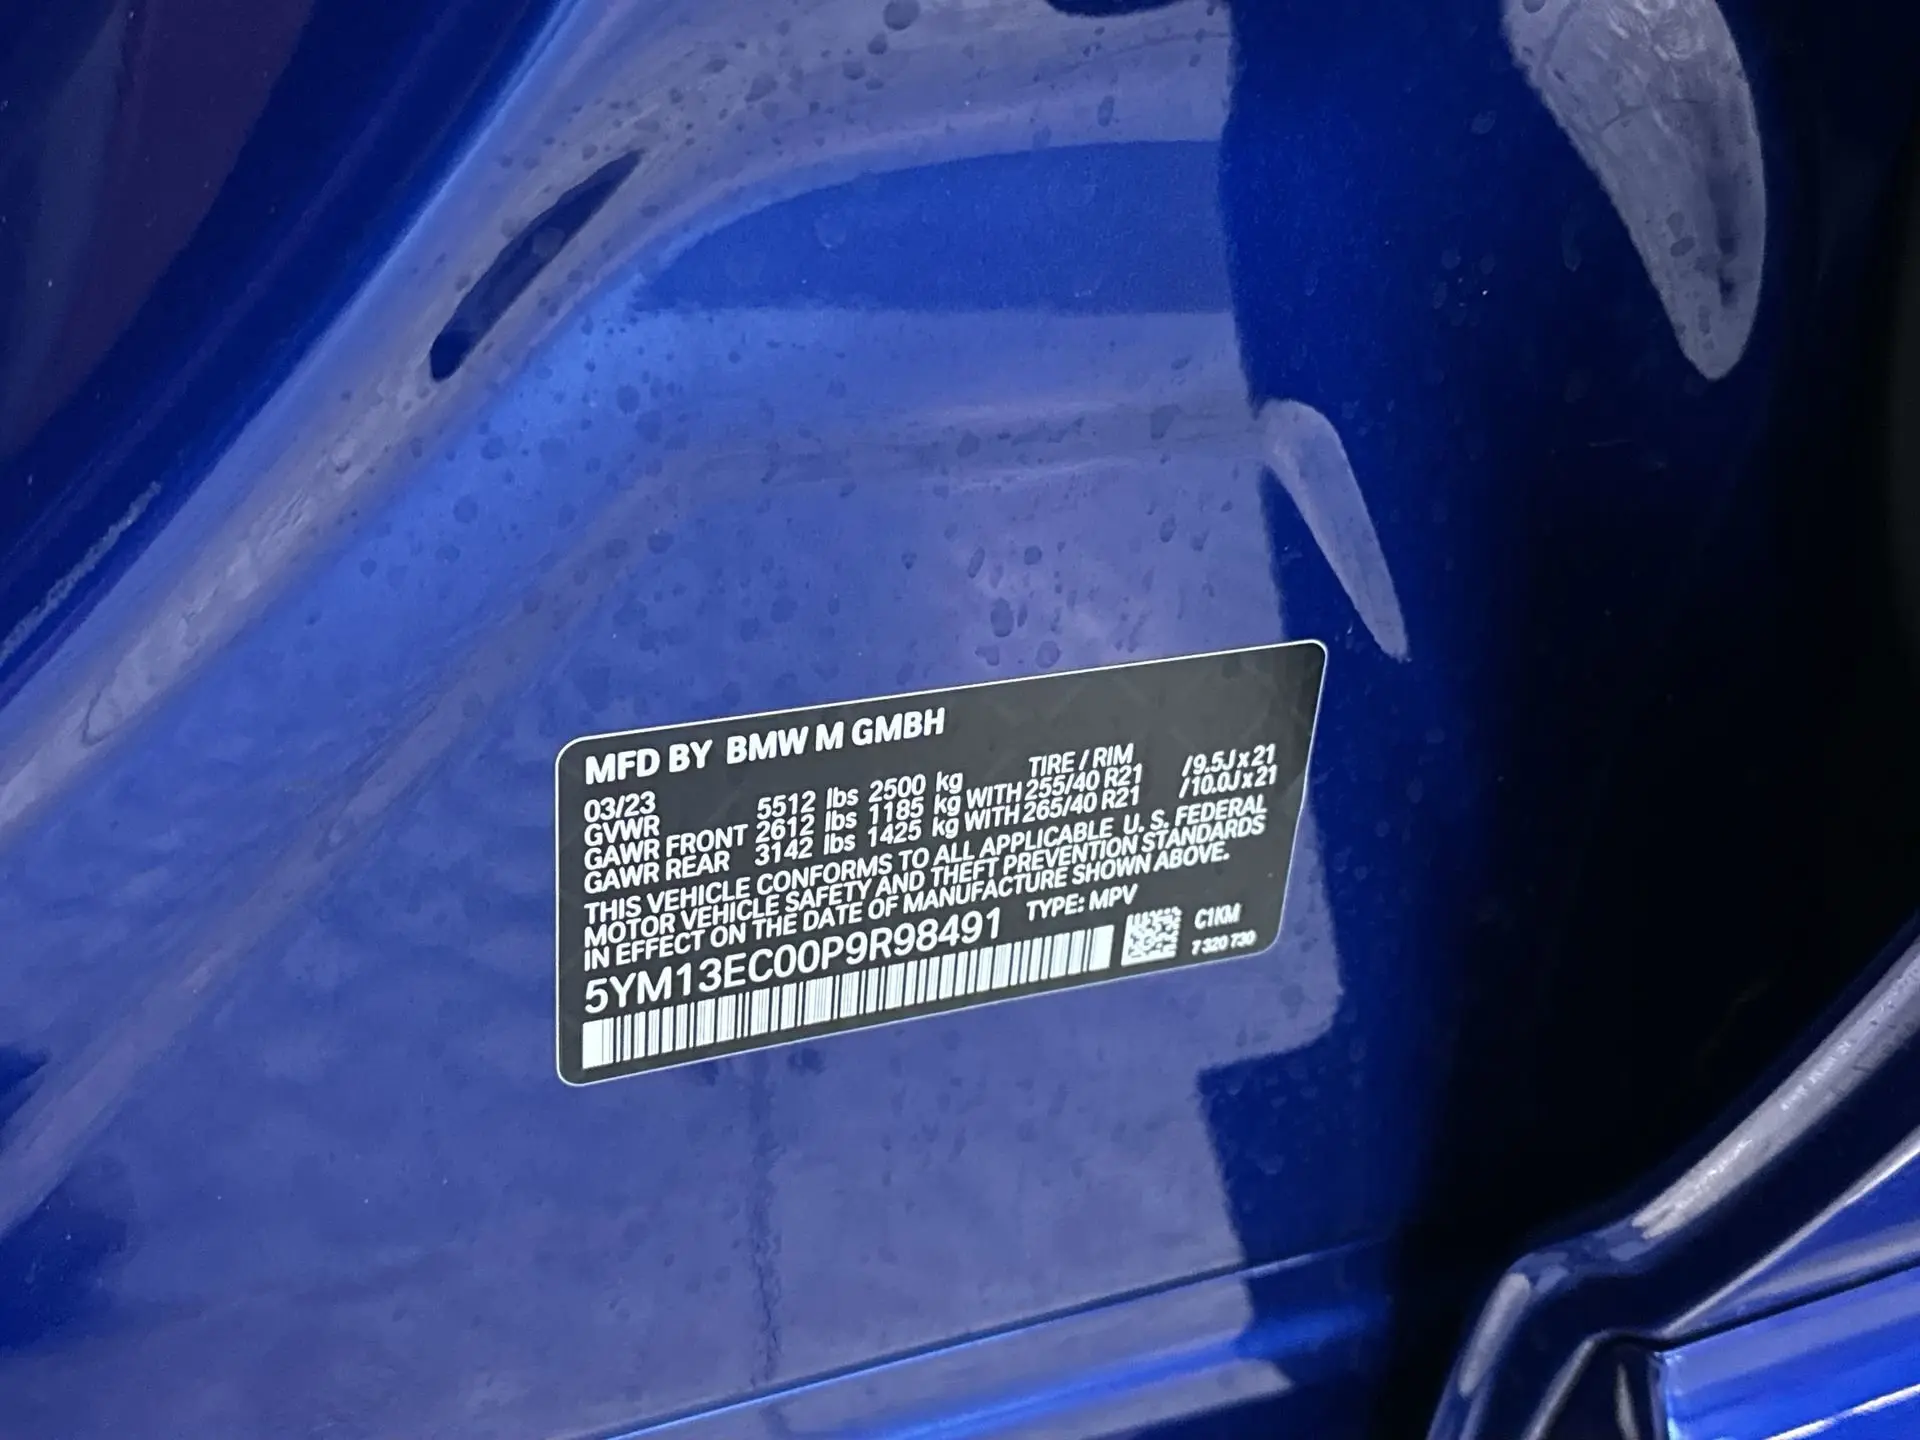 MFD BY BMW M GMBH
03/23 TIRE / RIM
GVWR 5512 lbs 2500 kg
GAWR FRONT 2612 lbs 1185 kg WITH 255/40 R21 /9.5J x 21
GAWR REAR 3142 lbs 1425 kg WITH 265/40 R21 /10.0J x 21
THIS VEHICLE CONFORMS TO ALL APPLICABLE U. S. FEDERAL
MOTOR VEHICLE SAFETY AND THEFT PREVENTION STANDARDS
IN EFFECT ON THE DATE OF MANUFACTURE SHOWN ABOVE.
5YM13EC00P9R98491 TYPE: MPV
C1KM
7 320 730